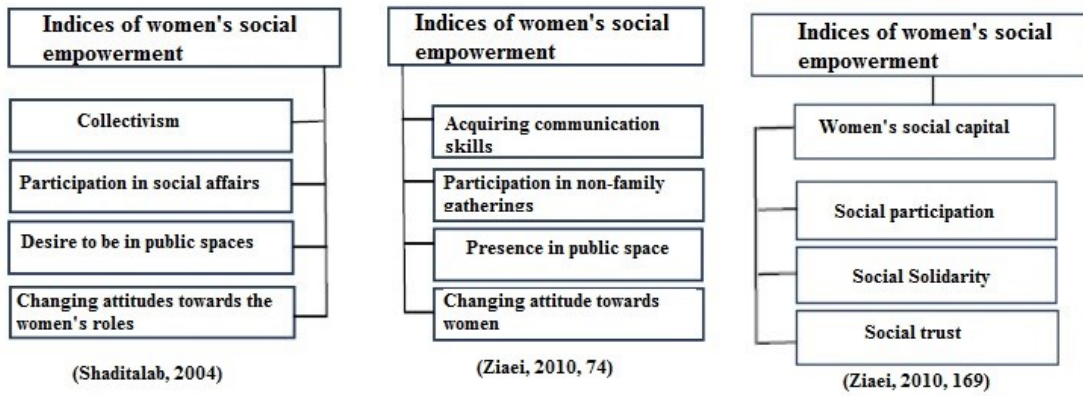 Indices of women's social
empowerment
Collectivism
Participation in social affairs
Desire to be in public spaces
Changing attitudes towards the
women's roles
(Shaditalab, 2004)
Indices of women's social
empowerment
Acquiring communication
skills
Participation in non-family
gatherings
Presence in public space
Changing attitude towards
women
(Ziaei, 2010, 74)
Indices of women's social
empowerment
Women's social capital
Social participation
Social Solidarity
Social trust
(Ziaei, 2010, 169)